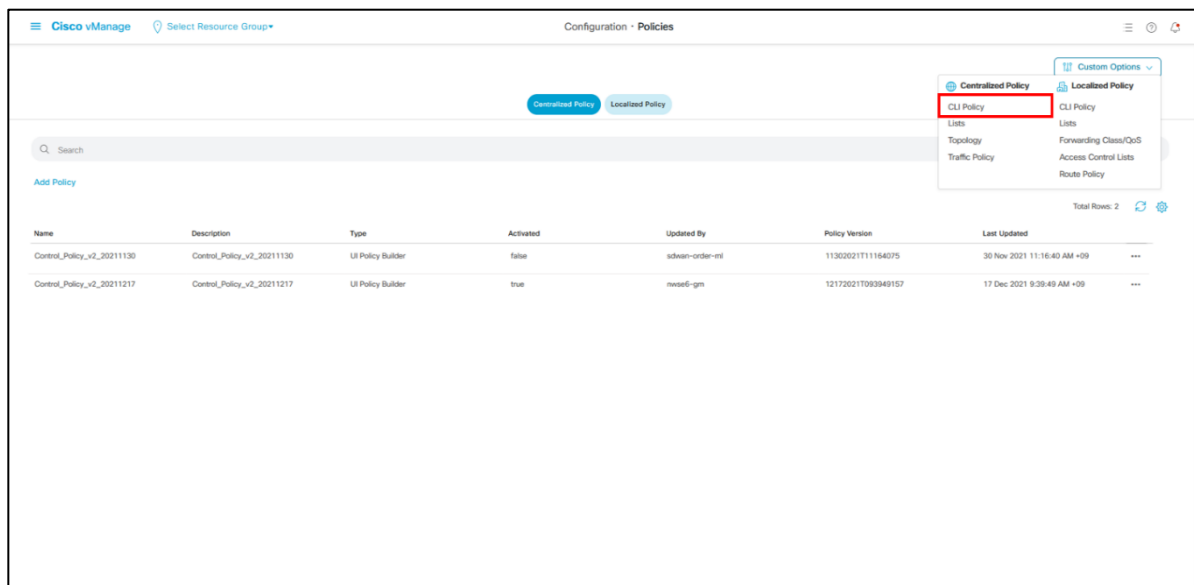 Cisco vManage
Select Resource Group
Configuration · Policies
Custom Options
Centralized Policy
CLI Policy
Lists
Topology
Traffic Policy
Localized Policy
CLI Policy
Lists
Forwarding Class/QoS
Access Control Lists
Route Policy
Centralized Policy Localized Policy
Search
Add Policy
Total Rows: 2
Name Description Type Activated Updated By Policy Version Last Updated
Control_Policy_v2_20211130 Control_Policy_v2_20211130 UI Policy Builder false sdwan-order-ml 11302021T11164075 30 Nov 2021 11:16:40 AM +09 •••
Control_Policy_v2_20211217 Control_Policy_v2_20211217 UI Policy Builder true nwse6-gm 12172021T093949157 17 Dec 2021 9:39:49 AM +09 •••